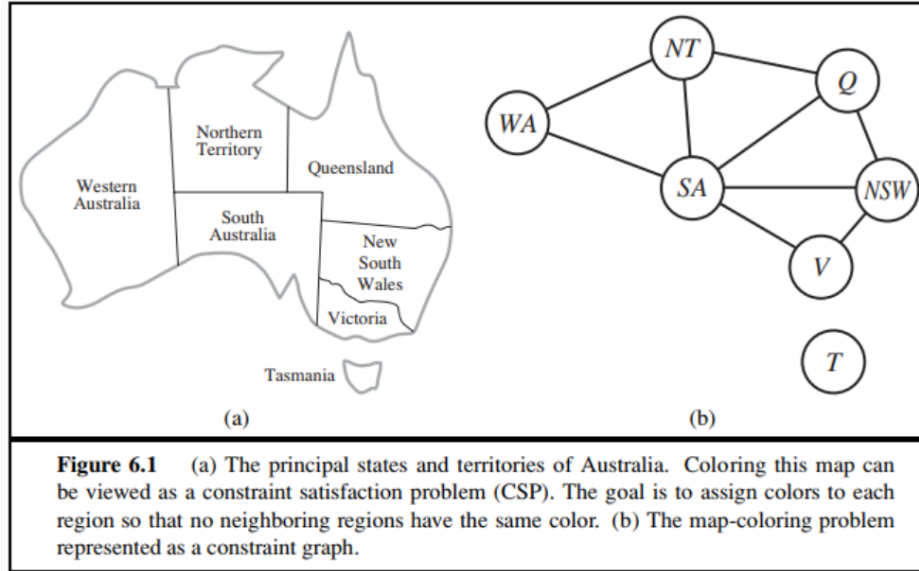 Northern
Territory
Western
Australia
Queensland
South
Australia
New
South
Wales
Victoria
Tasmania
(a)
NT
Q
WA
SA
NSW
V
T
(b)
Figure 6.1 (a) The principal states and territories of Australia. Coloring this map can
be viewed as a constraint satisfaction problem (CSP). The goal is to assign colors to each
region so that no neighboring regions have the same color. (b) The map-coloring problem
represented as a constraint graph.